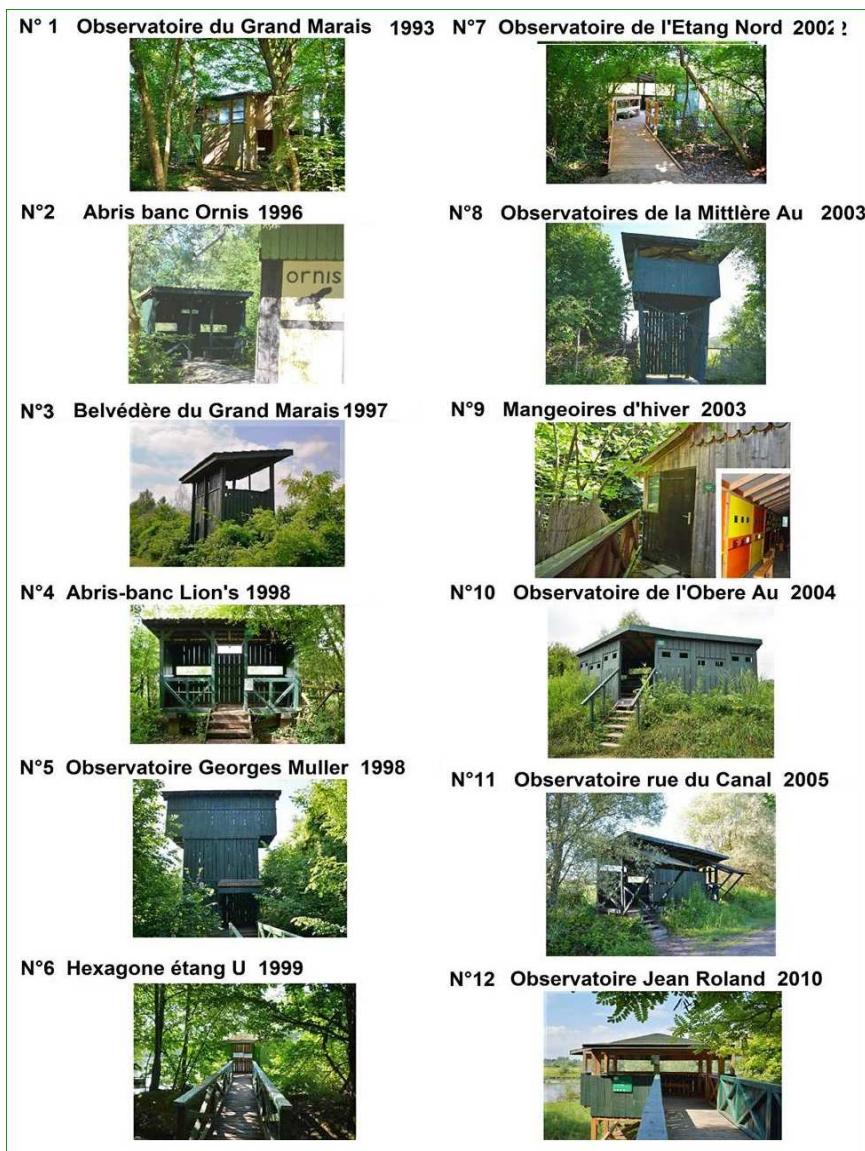 N° 1 Observatoire du Grand Marais 1993
N°2 Abris banc Ornis 1996
ornis
N°3 Belvédère du Grand Marais 1997
N°4 Abris-banc Lion's 1998
N°5 Observatoire Georges Muller 1998
N°6 Hexagone étang U 1999
N°7 Observatoire de l'Etang Nord 2002 2
N°8 Observatoires de la Mittlère Au 2003
N°9 Mangeoires d'hiver 2003
N°10 Observatoire de l'Obere Au 2004
N°11 Observatoire rue du Canal 2005
N°12 Observatoire Jean Roland 2010